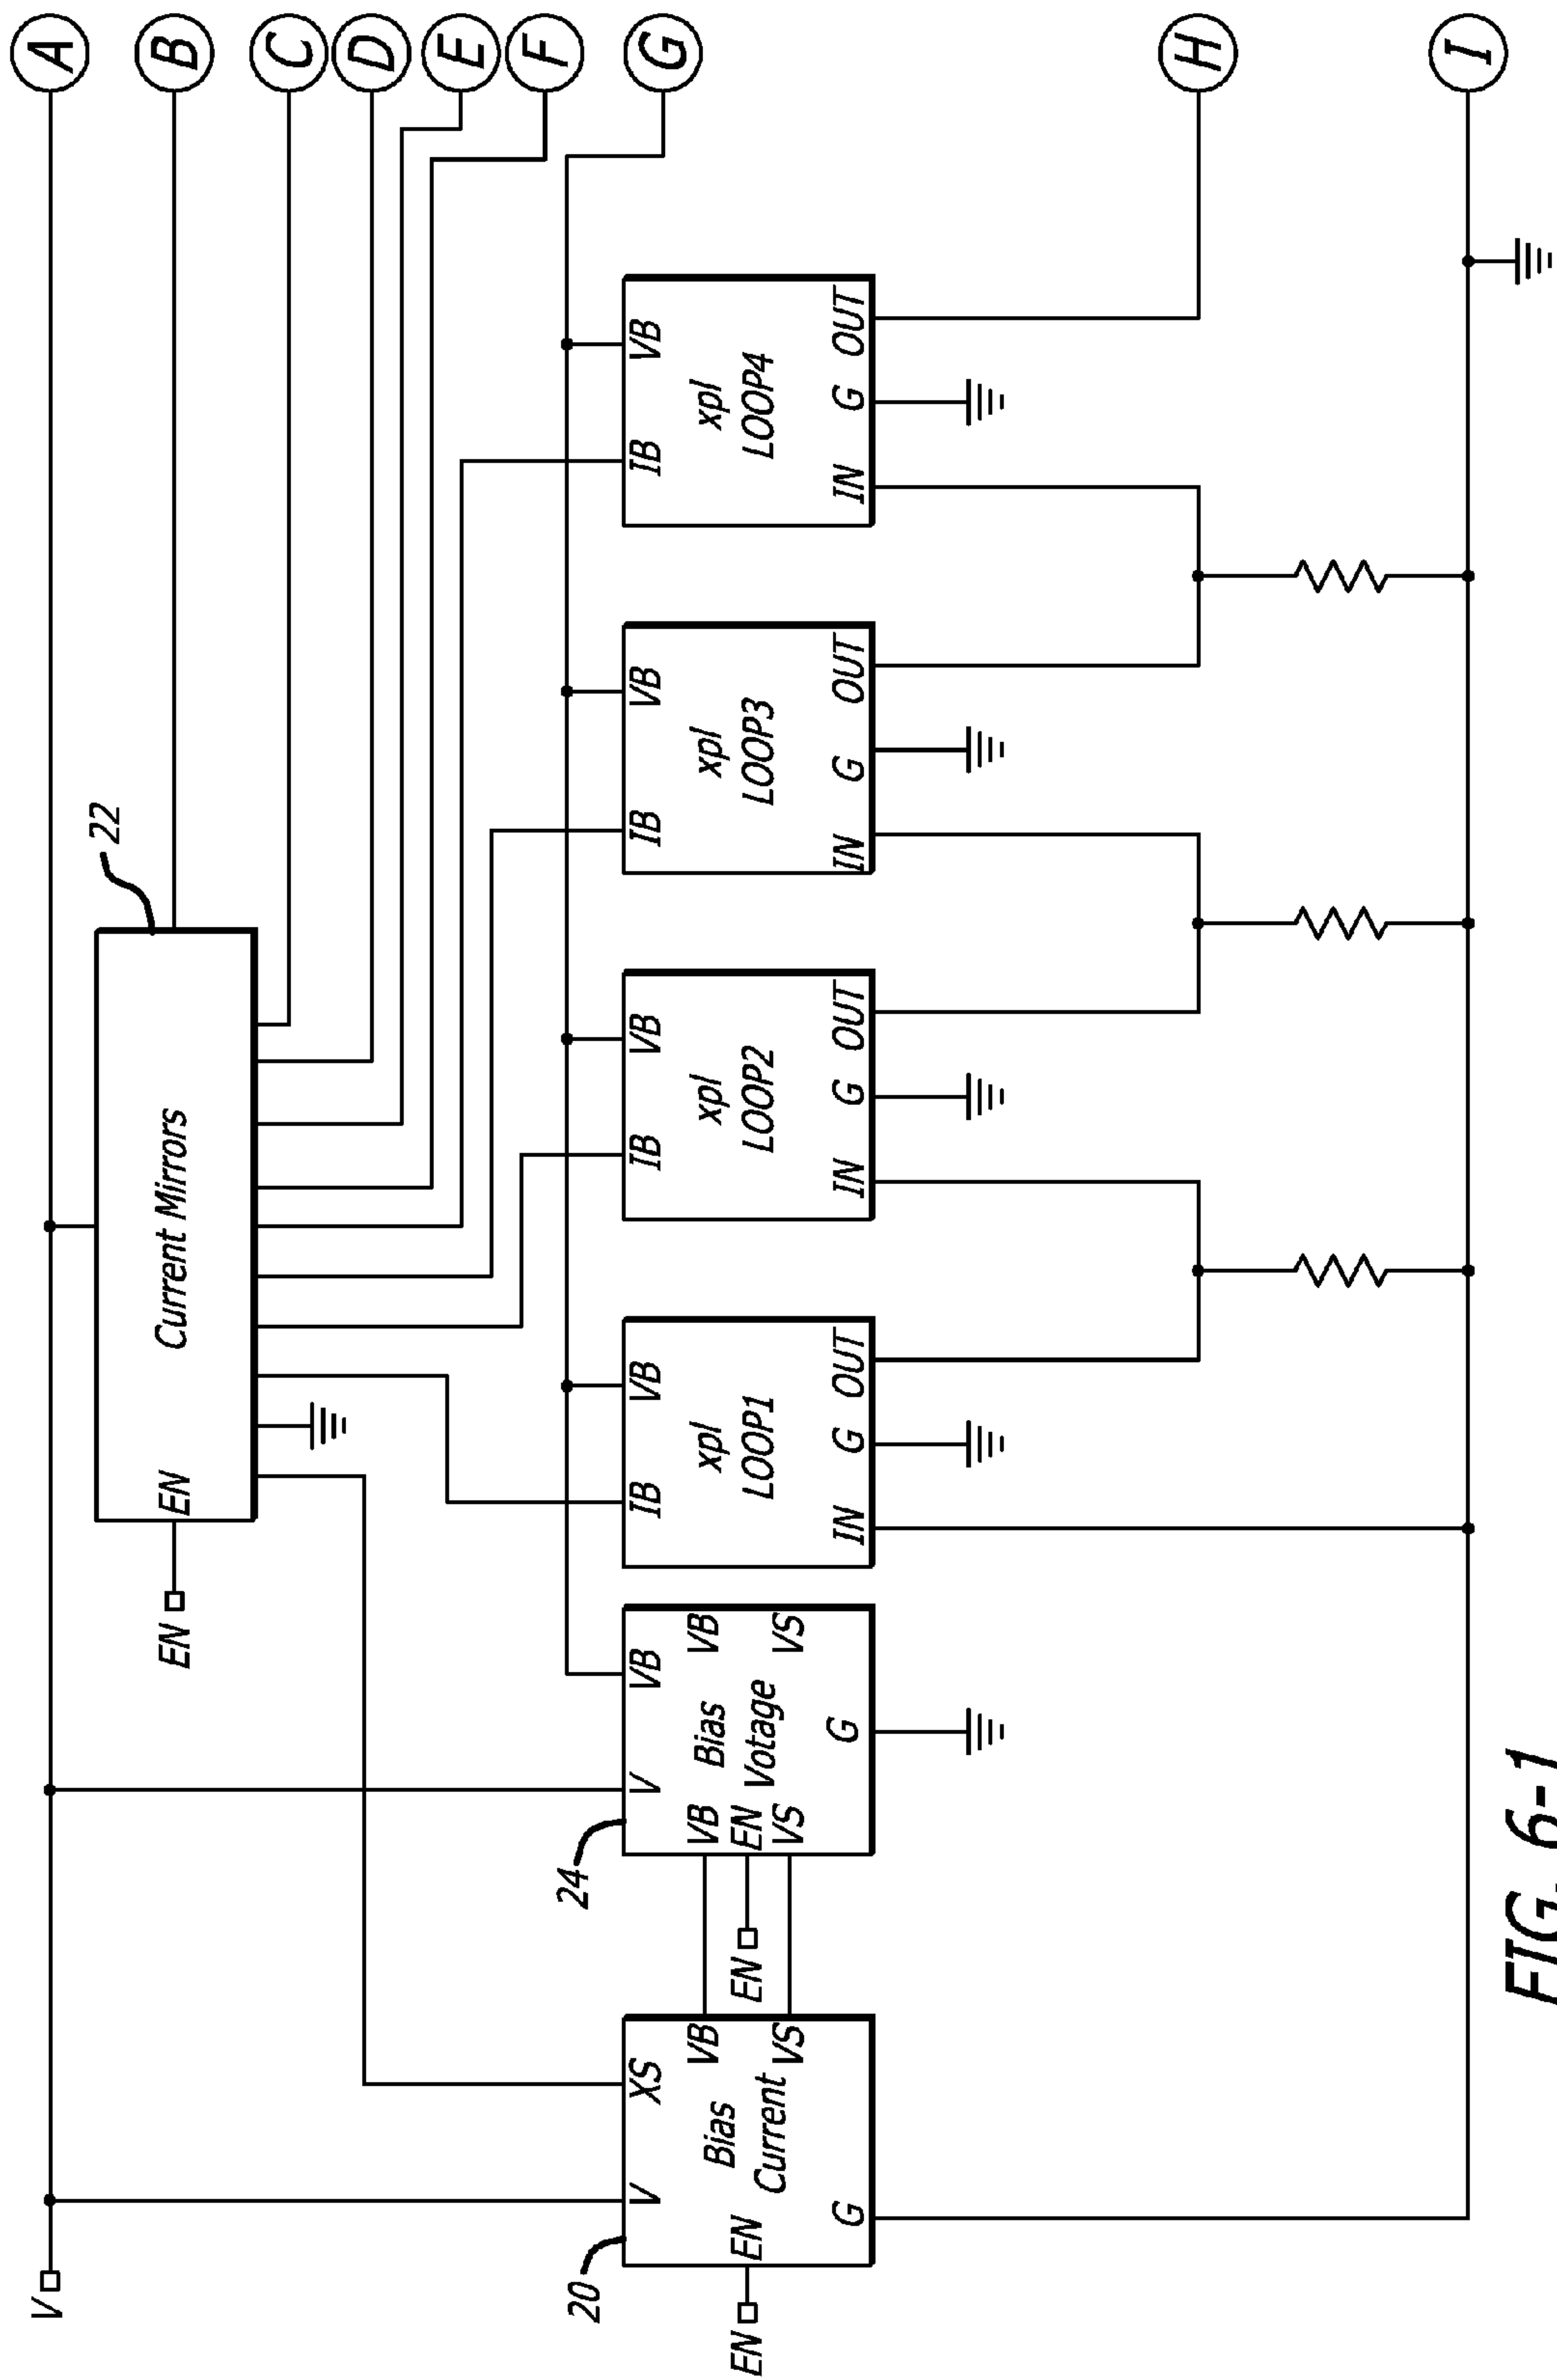 V
A
22
EN
EN
Current Mirrors
B
C
D
E
F
G
20
V
XS
EN
EN
Bias
Current
VB
VS
G
24
V
VB
VB
VB
EN
EN
Bias
Votage
VS
VS
G
IB
VB
xpl
LOOP1
IN
G
OUT
IB
VB
xpl
LOOP2
IN
G
OUT
IB
VB
xpl
LOOP3
IN
G
OUT
IB
VB
xpl
LOOP4
IN
G
OUT
H
I
FIG. 6-1